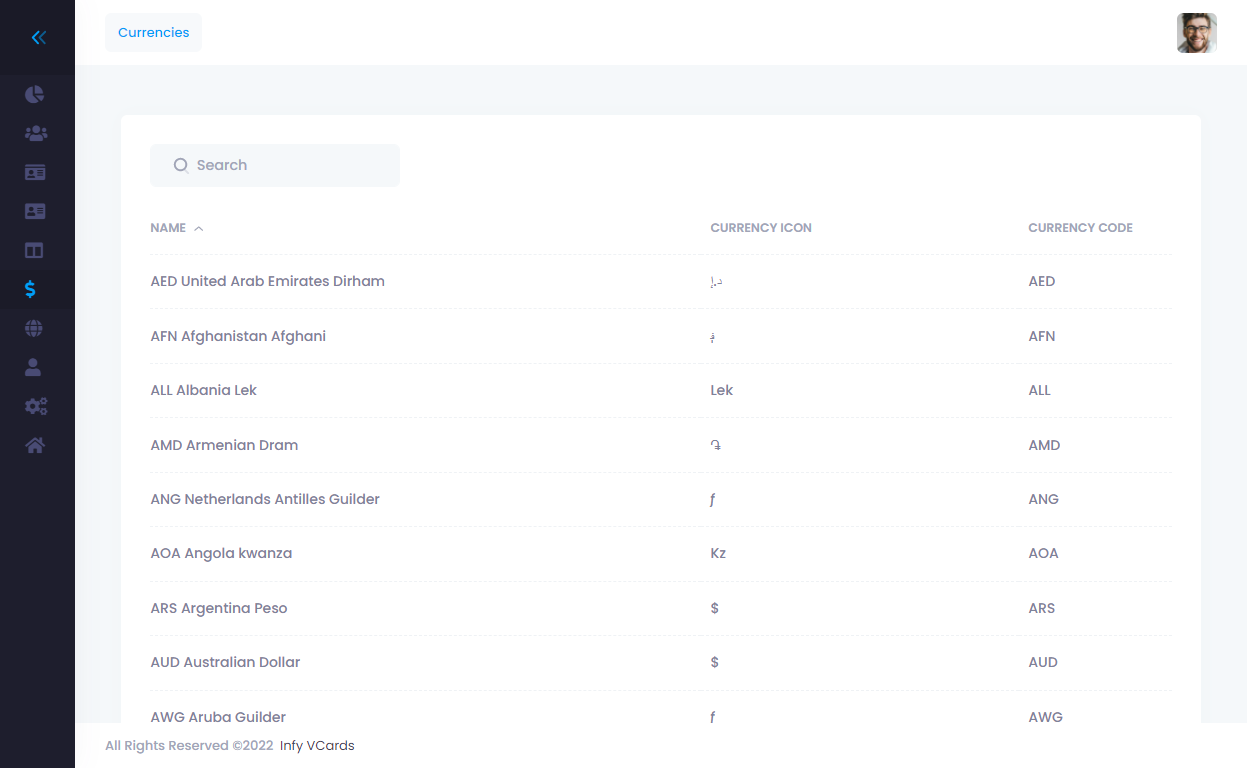 Currencies
Search
NAME CURRENCY ICON CURRENCY CODE
AED United Arab Emirates Dirham د.إ AED
AFN Afghanistan Afghani ؋ AFN
ALL Albania Lek Lek ALL
AMD Armenian Dram ֏ AMD
ANG Netherlands Antilles Guilder ƒ ANG
AOA Angola kwanza Kz AOA
ARS Argentina Peso $ ARS
AUD Australian Dollar $ AUD
AWG Aruba Guilder ƒ AWG
All Rights Reserved ©2022 Infy VCards